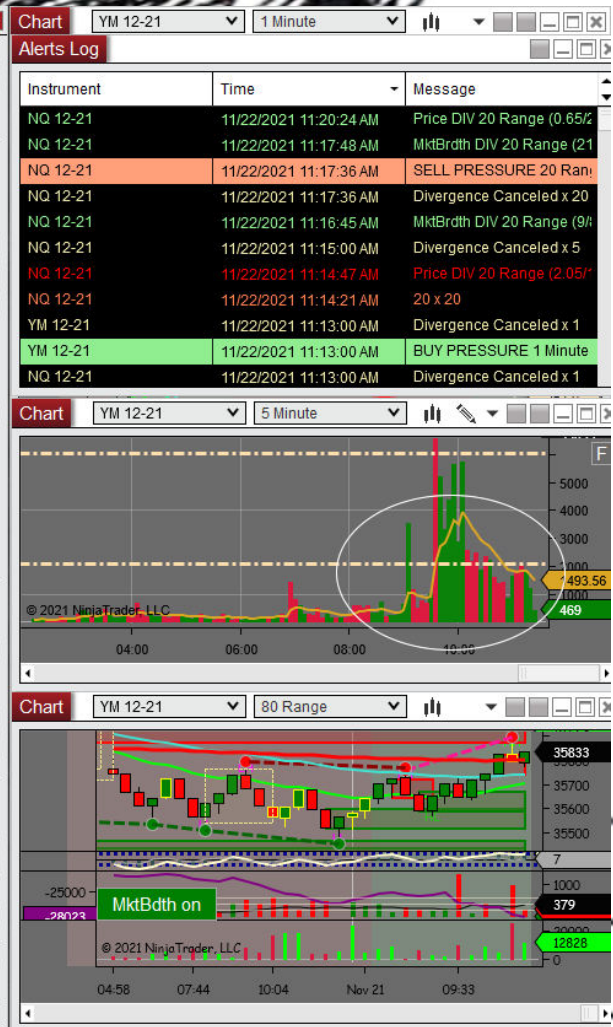 Chart YM 12-21 1 Minute
Alerts Log
Instrument Time Message
NQ 12-21 11/22/2021 11:20:24 AM Price DIV 20 Range (0.65/2
NQ 12-21 11/22/2021 11:17:48 AM MktBrdth DIV 20 Range (21
NQ 12-21 11/22/2021 11:17:36 AM SELL PRESSURE 20 Rang
NQ 12-21 11/22/2021 11:17:36 AM Divergence Canceled x 20
NQ 12-21 11/22/2021 11:16:45 AM MktBrdth DIV 20 Range (9/
NQ 12-21 11/22/2021 11:15:00 AM Divergence Canceled x 5
NQ 12-21 11/22/2021 11:14:47 AM Price DIV 20 Range (2.05/
NQ 12-21 11/22/2021 11:14:21 AM 20 x 20
YM 12-21 11/22/2021 11:13:00 AM Divergence Canceled x 1
YM 12-21 11/22/2021 11:13:00 AM BUY PRESSURE 1 Minute
NQ 12-21 11/22/2021 11:13:00 AM Divergence Canceled x 1
Chart YM 12-21 5 Minute
F
5000
4000
3000
2000
1493.56
1000
469
© 2021 NinjaTrader, LLC
04:00 06:00 08:00 10:00
Chart YM 12-21 80 Range
35833
35700
35600
35500
7
-25000 1000
MktBdth on 379
-28023
12828
0
© 2021 NinjaTrader, LLC
04:58 07:44 10:04 Nov 21 09:33